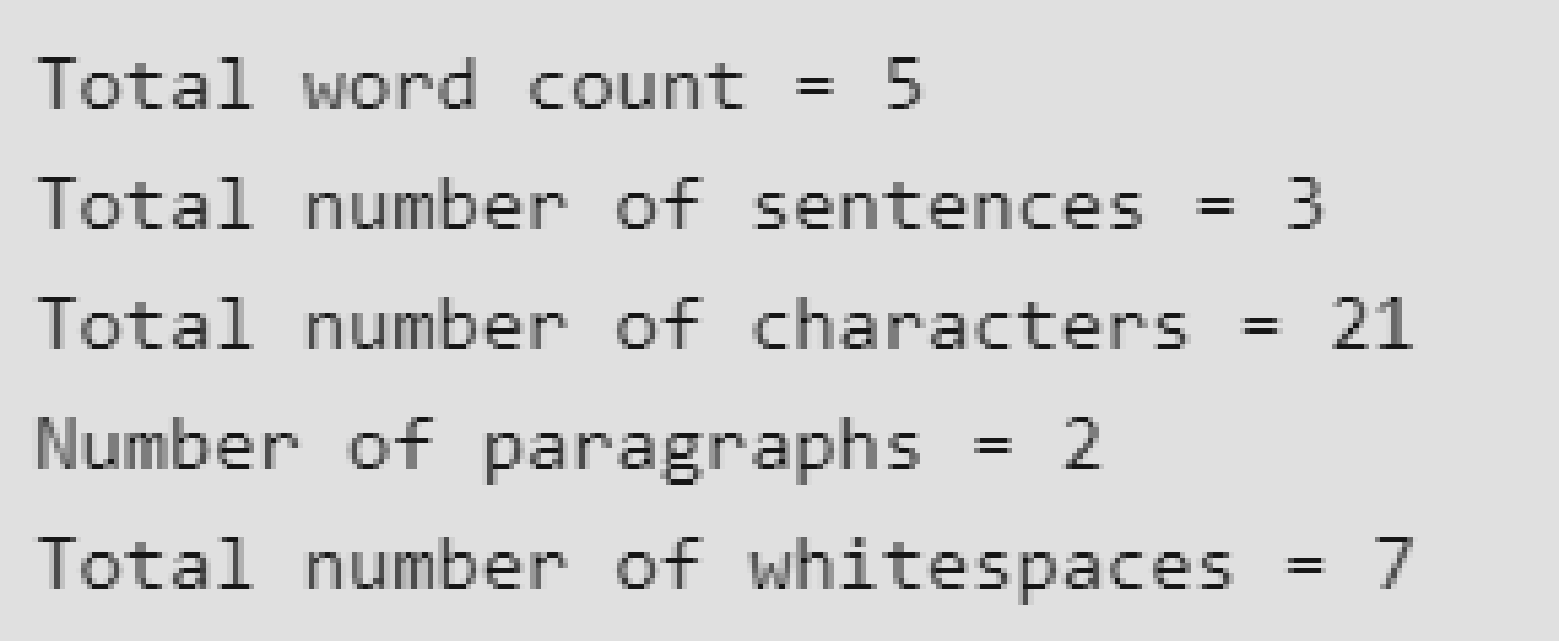 Total word count = 5
Total number of sentences = 3
Total number of characters = 21
Number of paragraphs = 2
Total number of whitespaces = 7